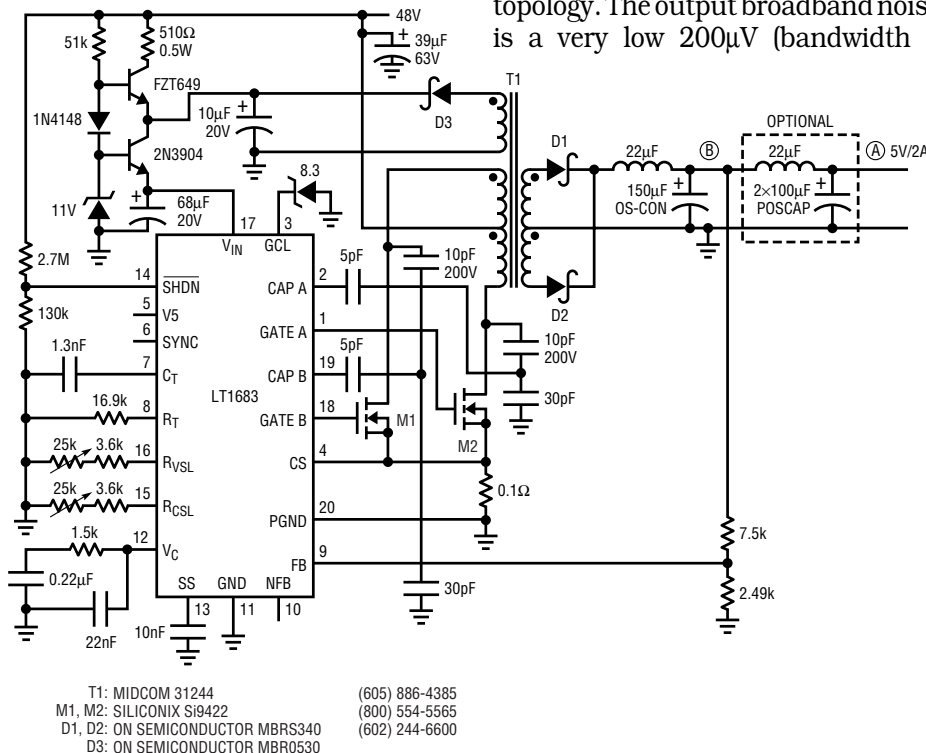 topology. The output broadband nois
is a very low 200µV (bandwidth
48V
51k
510Ω
0.5W
39µF
63V
+
FZT649
T1
1N4148
10µF
20V
+
D3
D1
OPTIONAL
22µF
B
22µF
A 5V/2A
2N3904
8.3
150µF
OS-CON
+
2×100µF
POSCAP
+
11V
+
68µF
20V
17
3
VIN
GCL
10pF
200V
D2
2.7M
5pF
14
SHDN
CAP A
2
130k
5
V5
GATE A
1
10pF
200V
6
SYNC
5pF
1.3nF
7
CT
CAP B
19
30pF
LT1683
16.9k
8
RT
GATE B
18
M1
M2
25k
3.6k
16
RVSL
CS
4
0.1Ω
25k
3.6k
15
RCSL
PGND
20
1.5k
12
VC
FB
9
7.5k
0.22µF
SS
GND
NFB
30pF
2.49k
22nF
10nF
13
11
10
T1: MIDCOM 31244 (605) 886-4385
M1, M2: SILICONIX Si9422 (800) 554-5565
D1, D2: ON SEMICONDUCTOR MBRS340 (602) 244-6600
D3: ON SEMICONDUCTOR MBR0530